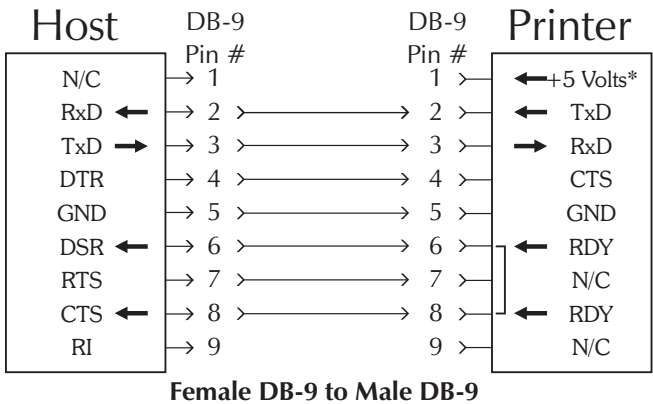 Host DB-9 Pin # DB-9 Pin # Printer
N/C 1 1 +5 Volts*
RxD 2 2 TxD
TxD 3 3 RxD
DTR 4 4 CTS
GND 5 5 GND
DSR 6 6 RDY
RTS 7 7 N/C
CTS 8 8 RDY
RI 9 9 N/C
Female DB-9 to Male DB-9